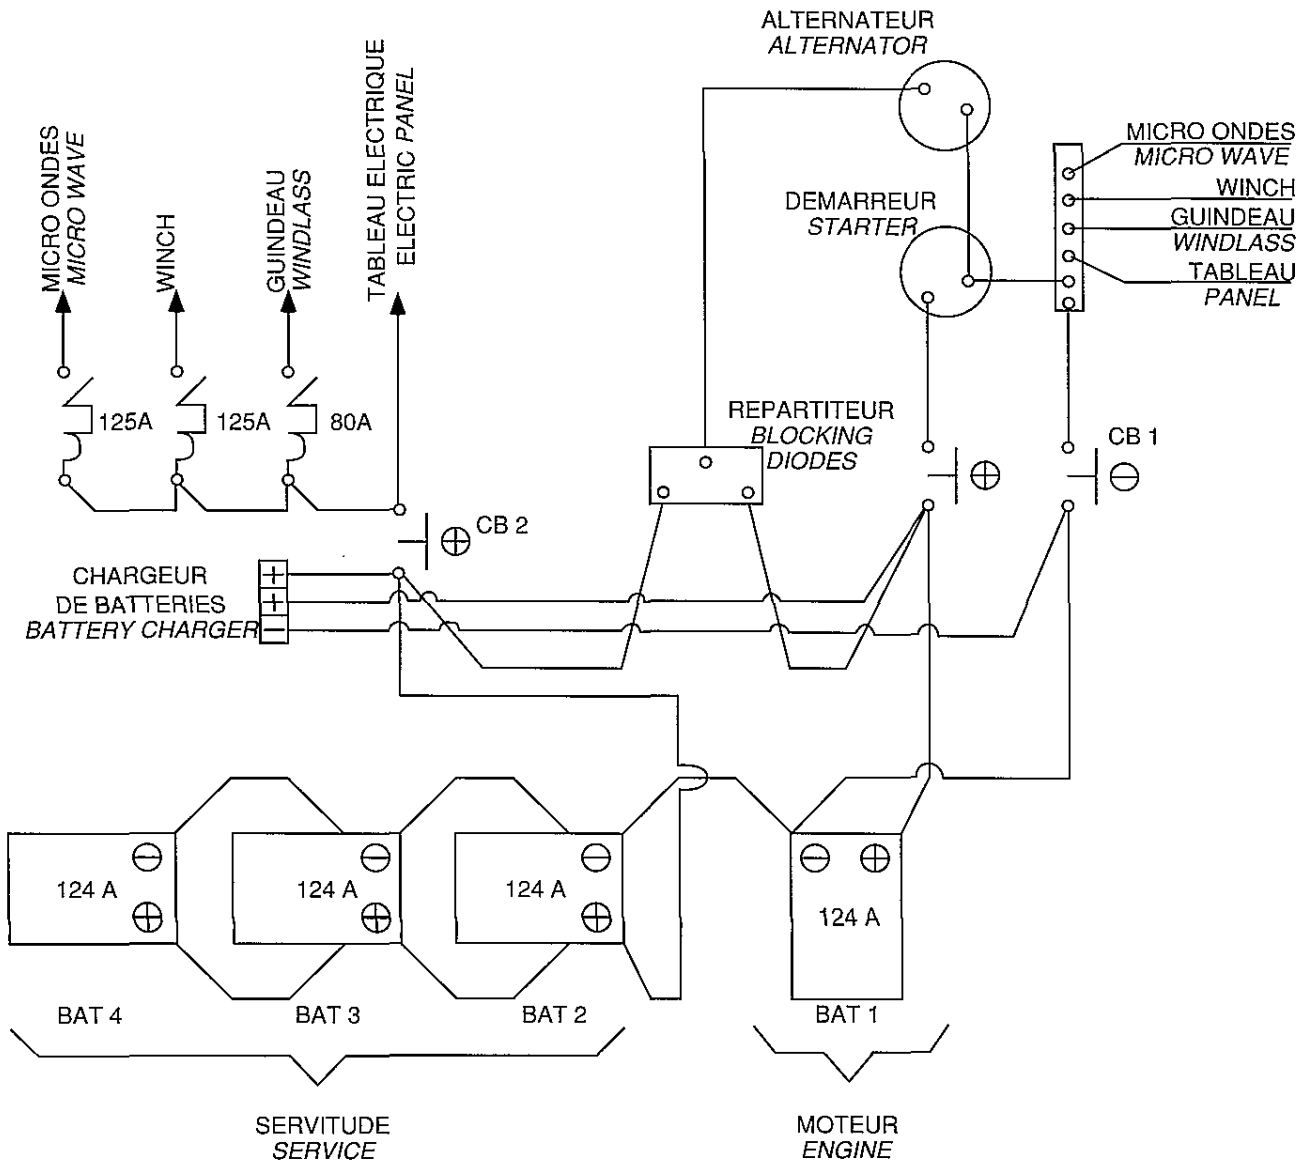 ALTERNATEUR
ALTERNATOR
MICRO ONDES
MICRO WAVE
WINCH
GUINDEAU
WINDLASS
TABLEAU ELECTRIQUE
ELECTRIC PANEL
DEMARREUR
STARTER
MICRO ONDES
MICRO WAVE
WINCH
GUINDEAU
WINDLASS
TABLEAU
PANEL
125A
125A
80A
REPARTITEUR
BLOCKING
DIODES
+
CB 1
-
CB 2
+
CHARGEUR
DE BATTERIES
BATTERY CHARGER
+
+
-
-
124 A
+
-
124 A
+
-
124 A
+
- +
124 A
BAT 4
BAT 3
BAT 2
BAT 1
SERVITUDE
SERVICE
MOTEUR
ENGINE